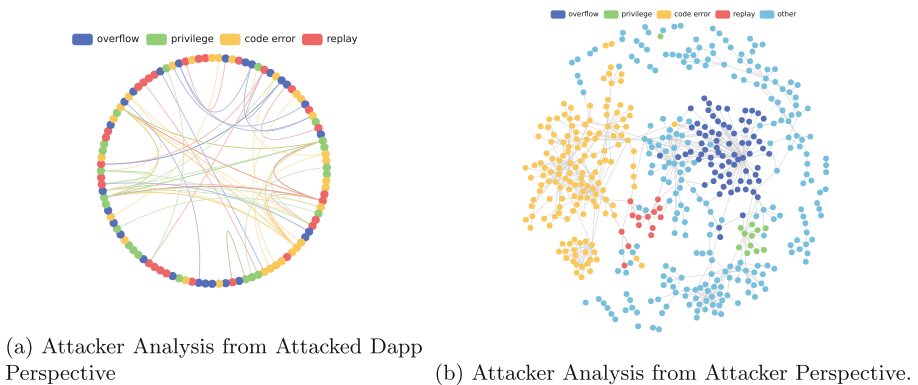 overflow privilege code error replay
overflow privilege code error replay other
(a) Attacker Analysis from Attacked Dapp
Perspective
(b) Attacker Analysis from Attacker Perspective.